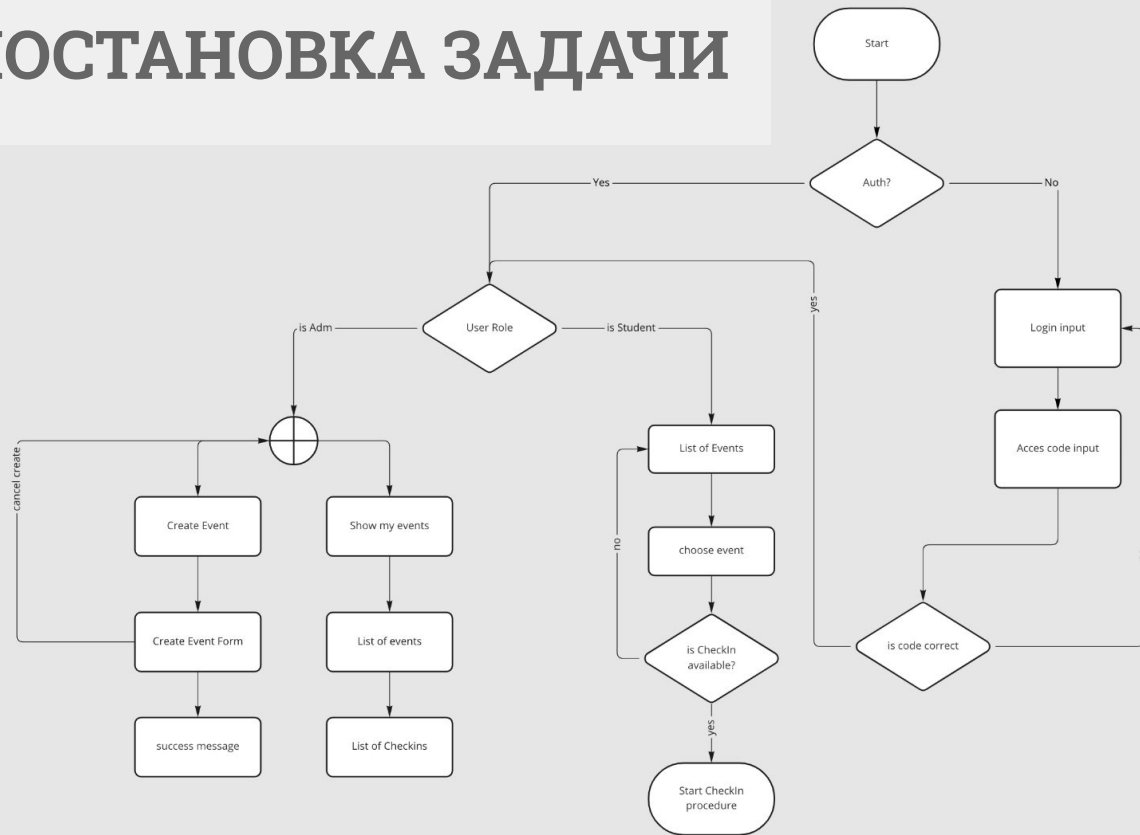 ПОСТАНОВКА ЗАДАЧИ
Start
Auth?
Yes
No
User Role
is Adm
is Student
yes
Login input
Acces code input
is code correct
cancel create
Create Event
Show my events
Create Event Form
List of events
success message
List of Checkins
List of Events
choose event
no
is CheckIn
available?
yes
Start CheckIn
procedure